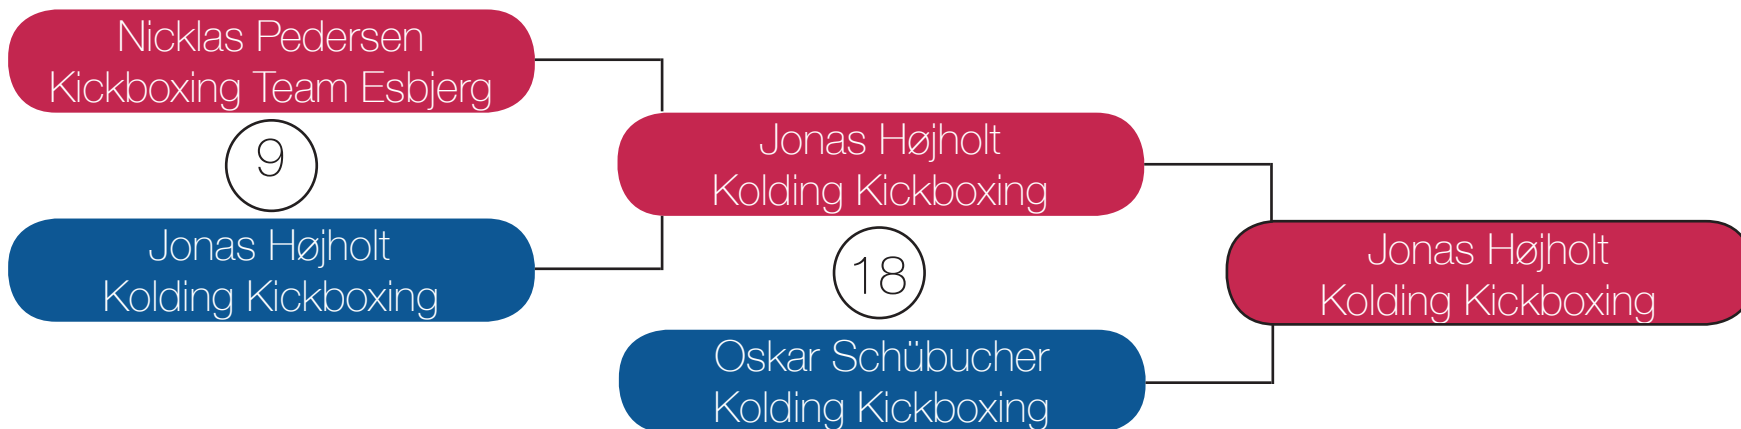 Nicklas Pedersen
Kickboxing Team Esbjerg
9
Jonas Højholt
Kolding Kickboxing
Jonas Højholt
Kolding Kickboxing
18
Oskar Schübucher
Kolding Kickboxing
Jonas Højholt
Kolding Kickboxing